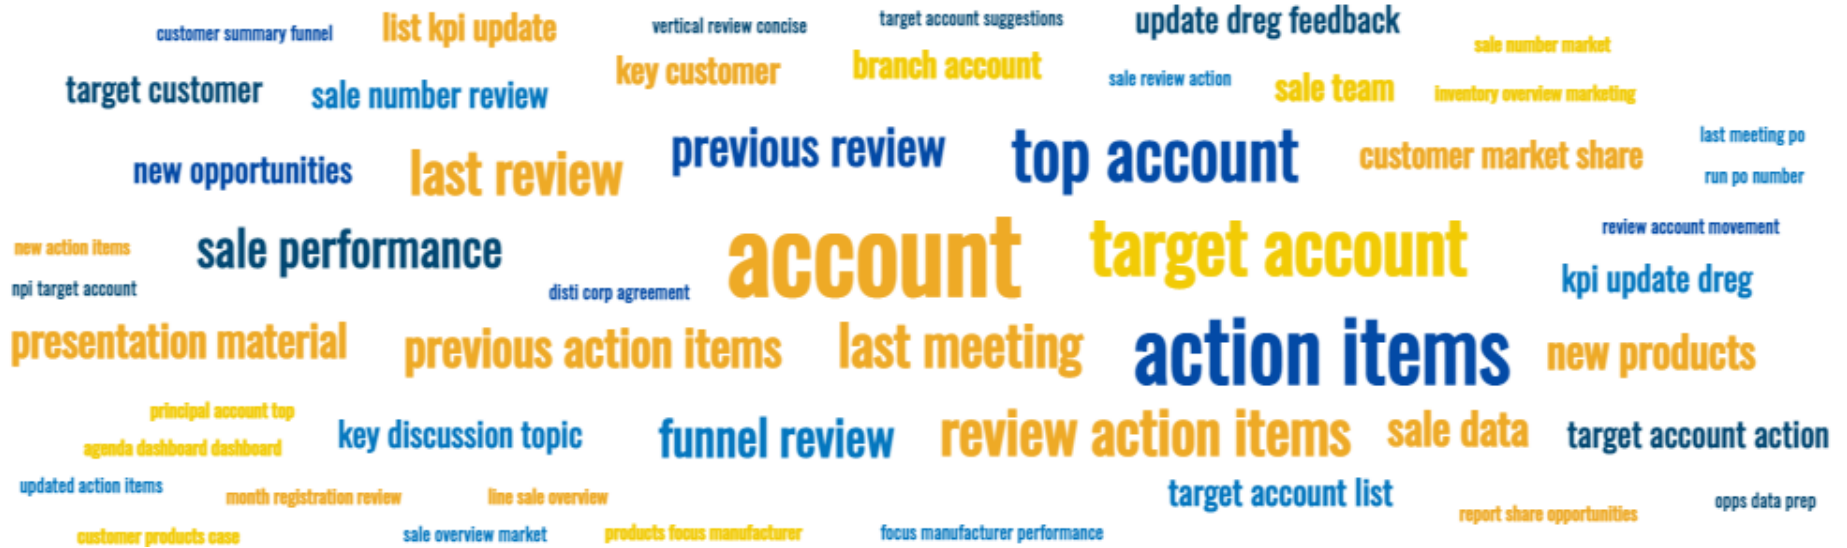 customer summary funnel
list kpi update
vertical review concise
target account suggestions
update dreg feedback
sale number market
target customer
sale number review
key customer
branch account
sale review action
sale team
inventory overview marketing
new opportunities
last review
previous review
top account
customer market share
last meeting po
run po number
new action items
sale performance
account
target account
review account movement
npi target account
disti corp agreement
kpi update dreg
presentation material
previous action items
last meeting
action items
new products
principal account top
agenda dashboard dashboard
key discussion topic
funnel review
review action items
sale data
target account action
updated action items
month registration review
line sale overview
target account list
report share opportunities
opps data prep
customer products case
sale overview market
products focus manufacturer
focus manufacturer performance